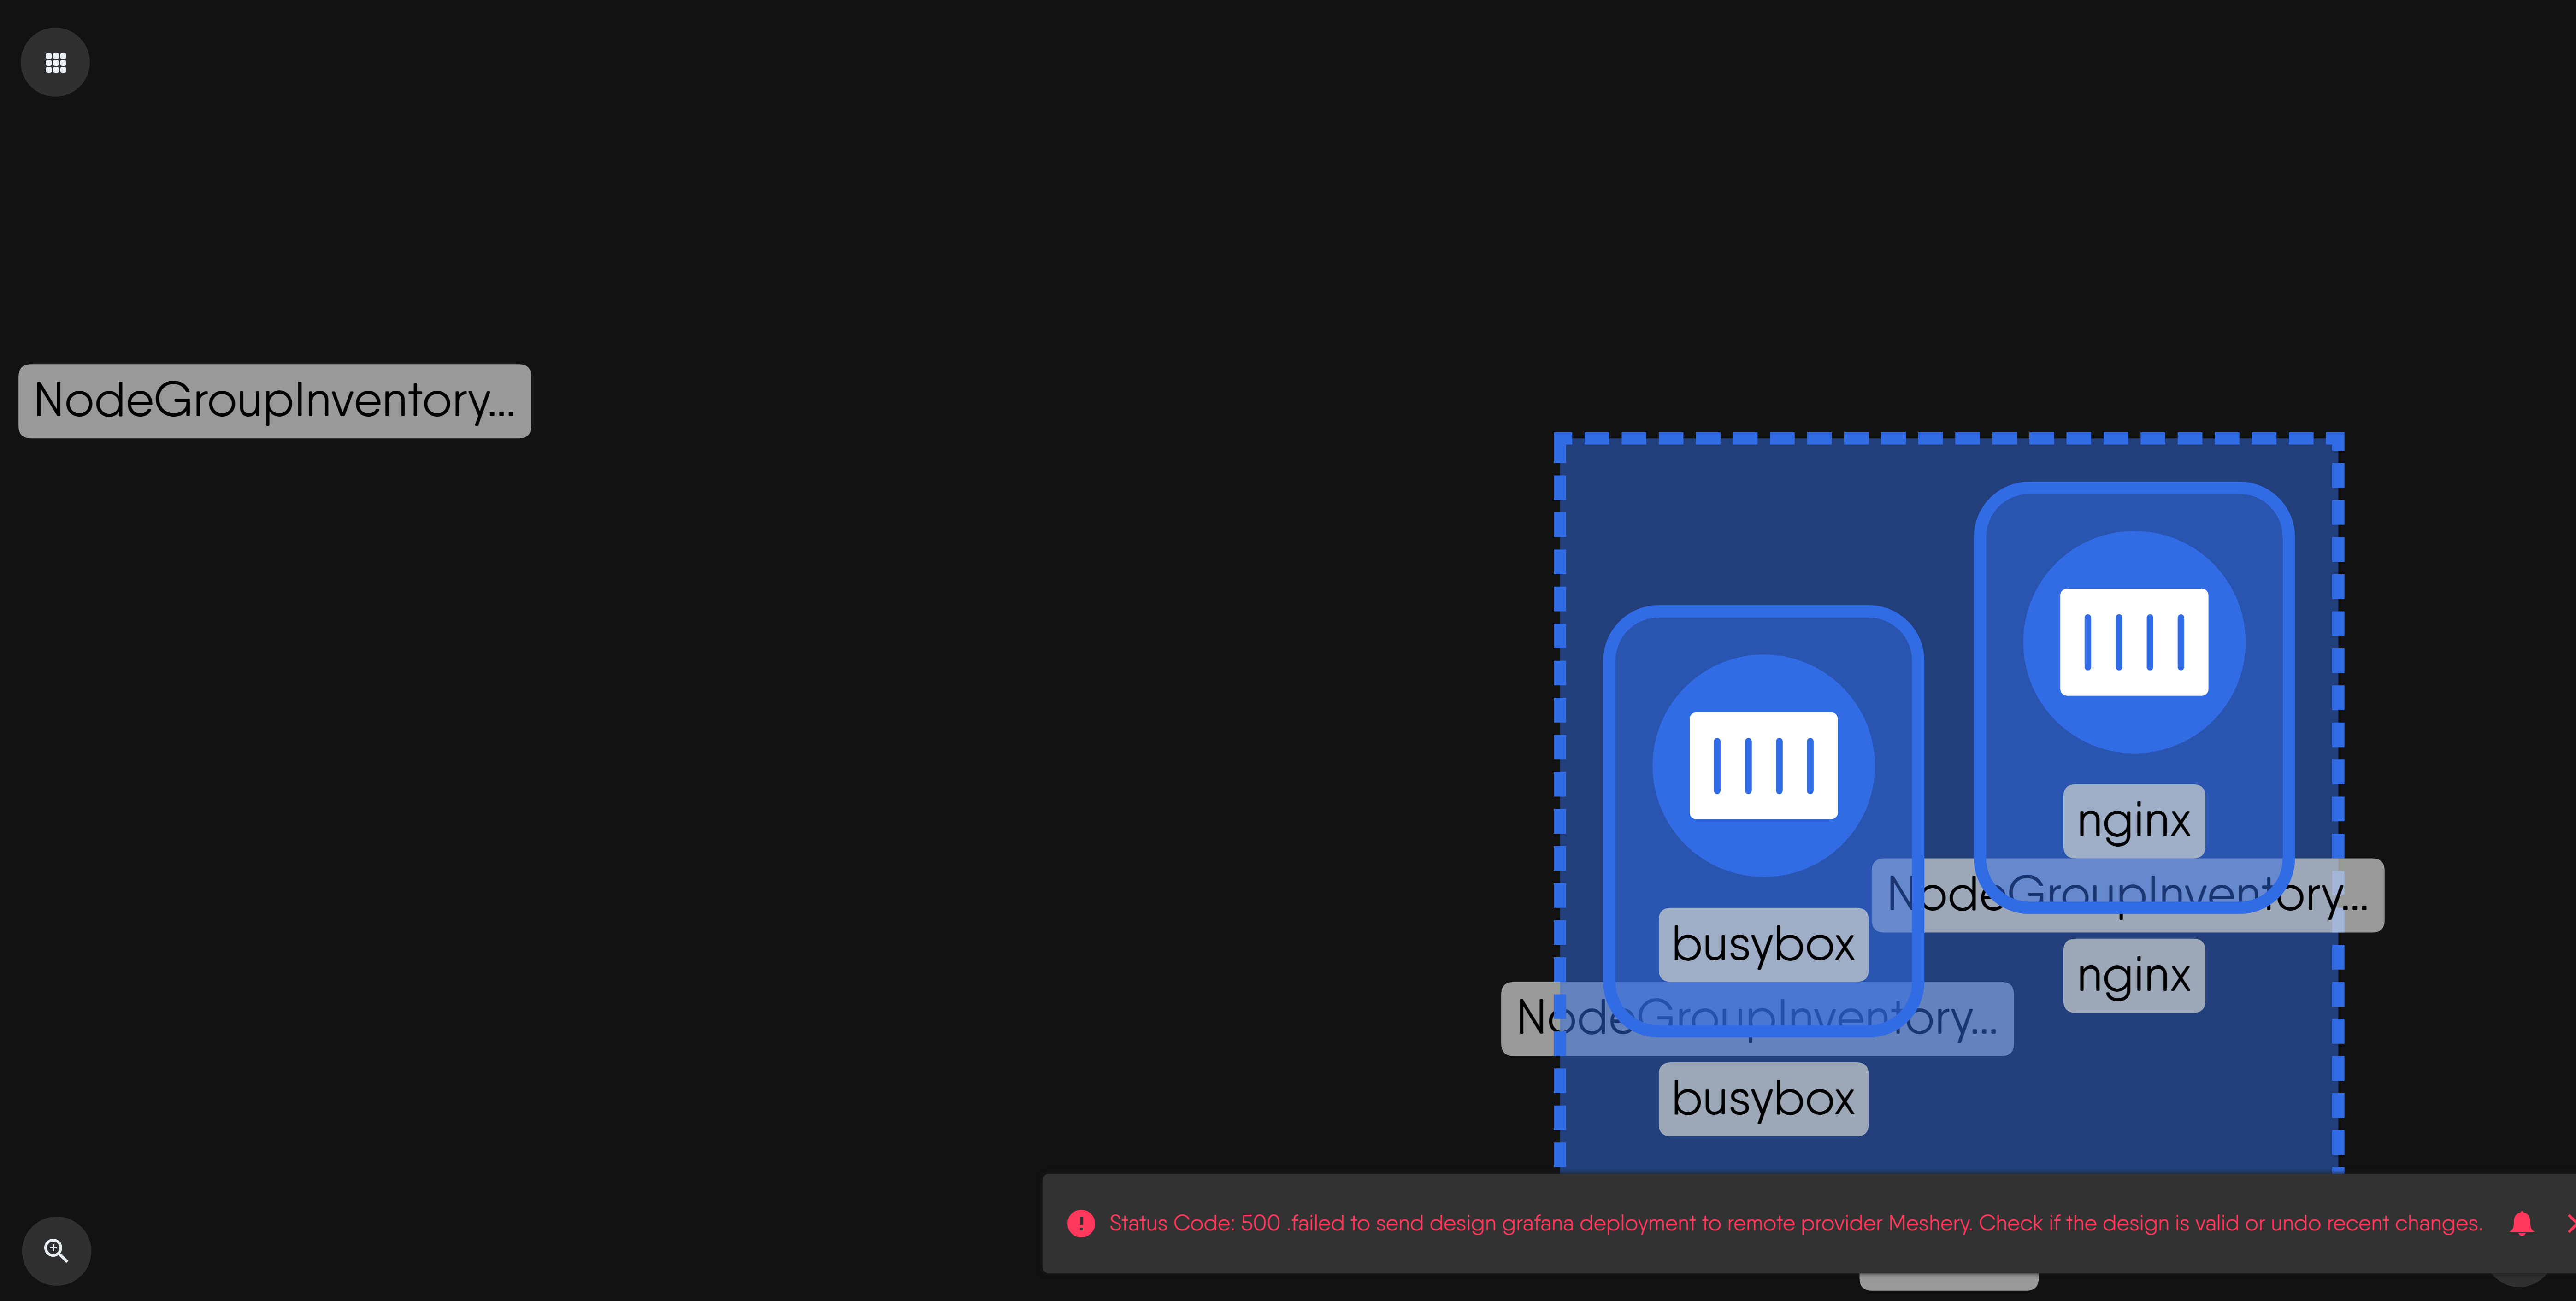 NodeGroupInventory...
nginx
NodeGroupInventory...
nginx
busybox
NodeGroupInventory...
busybox
Status Code: 500 .failed to send design grafana deployment to remote provider Meshery. Check if the design is valid or undo recent changes.